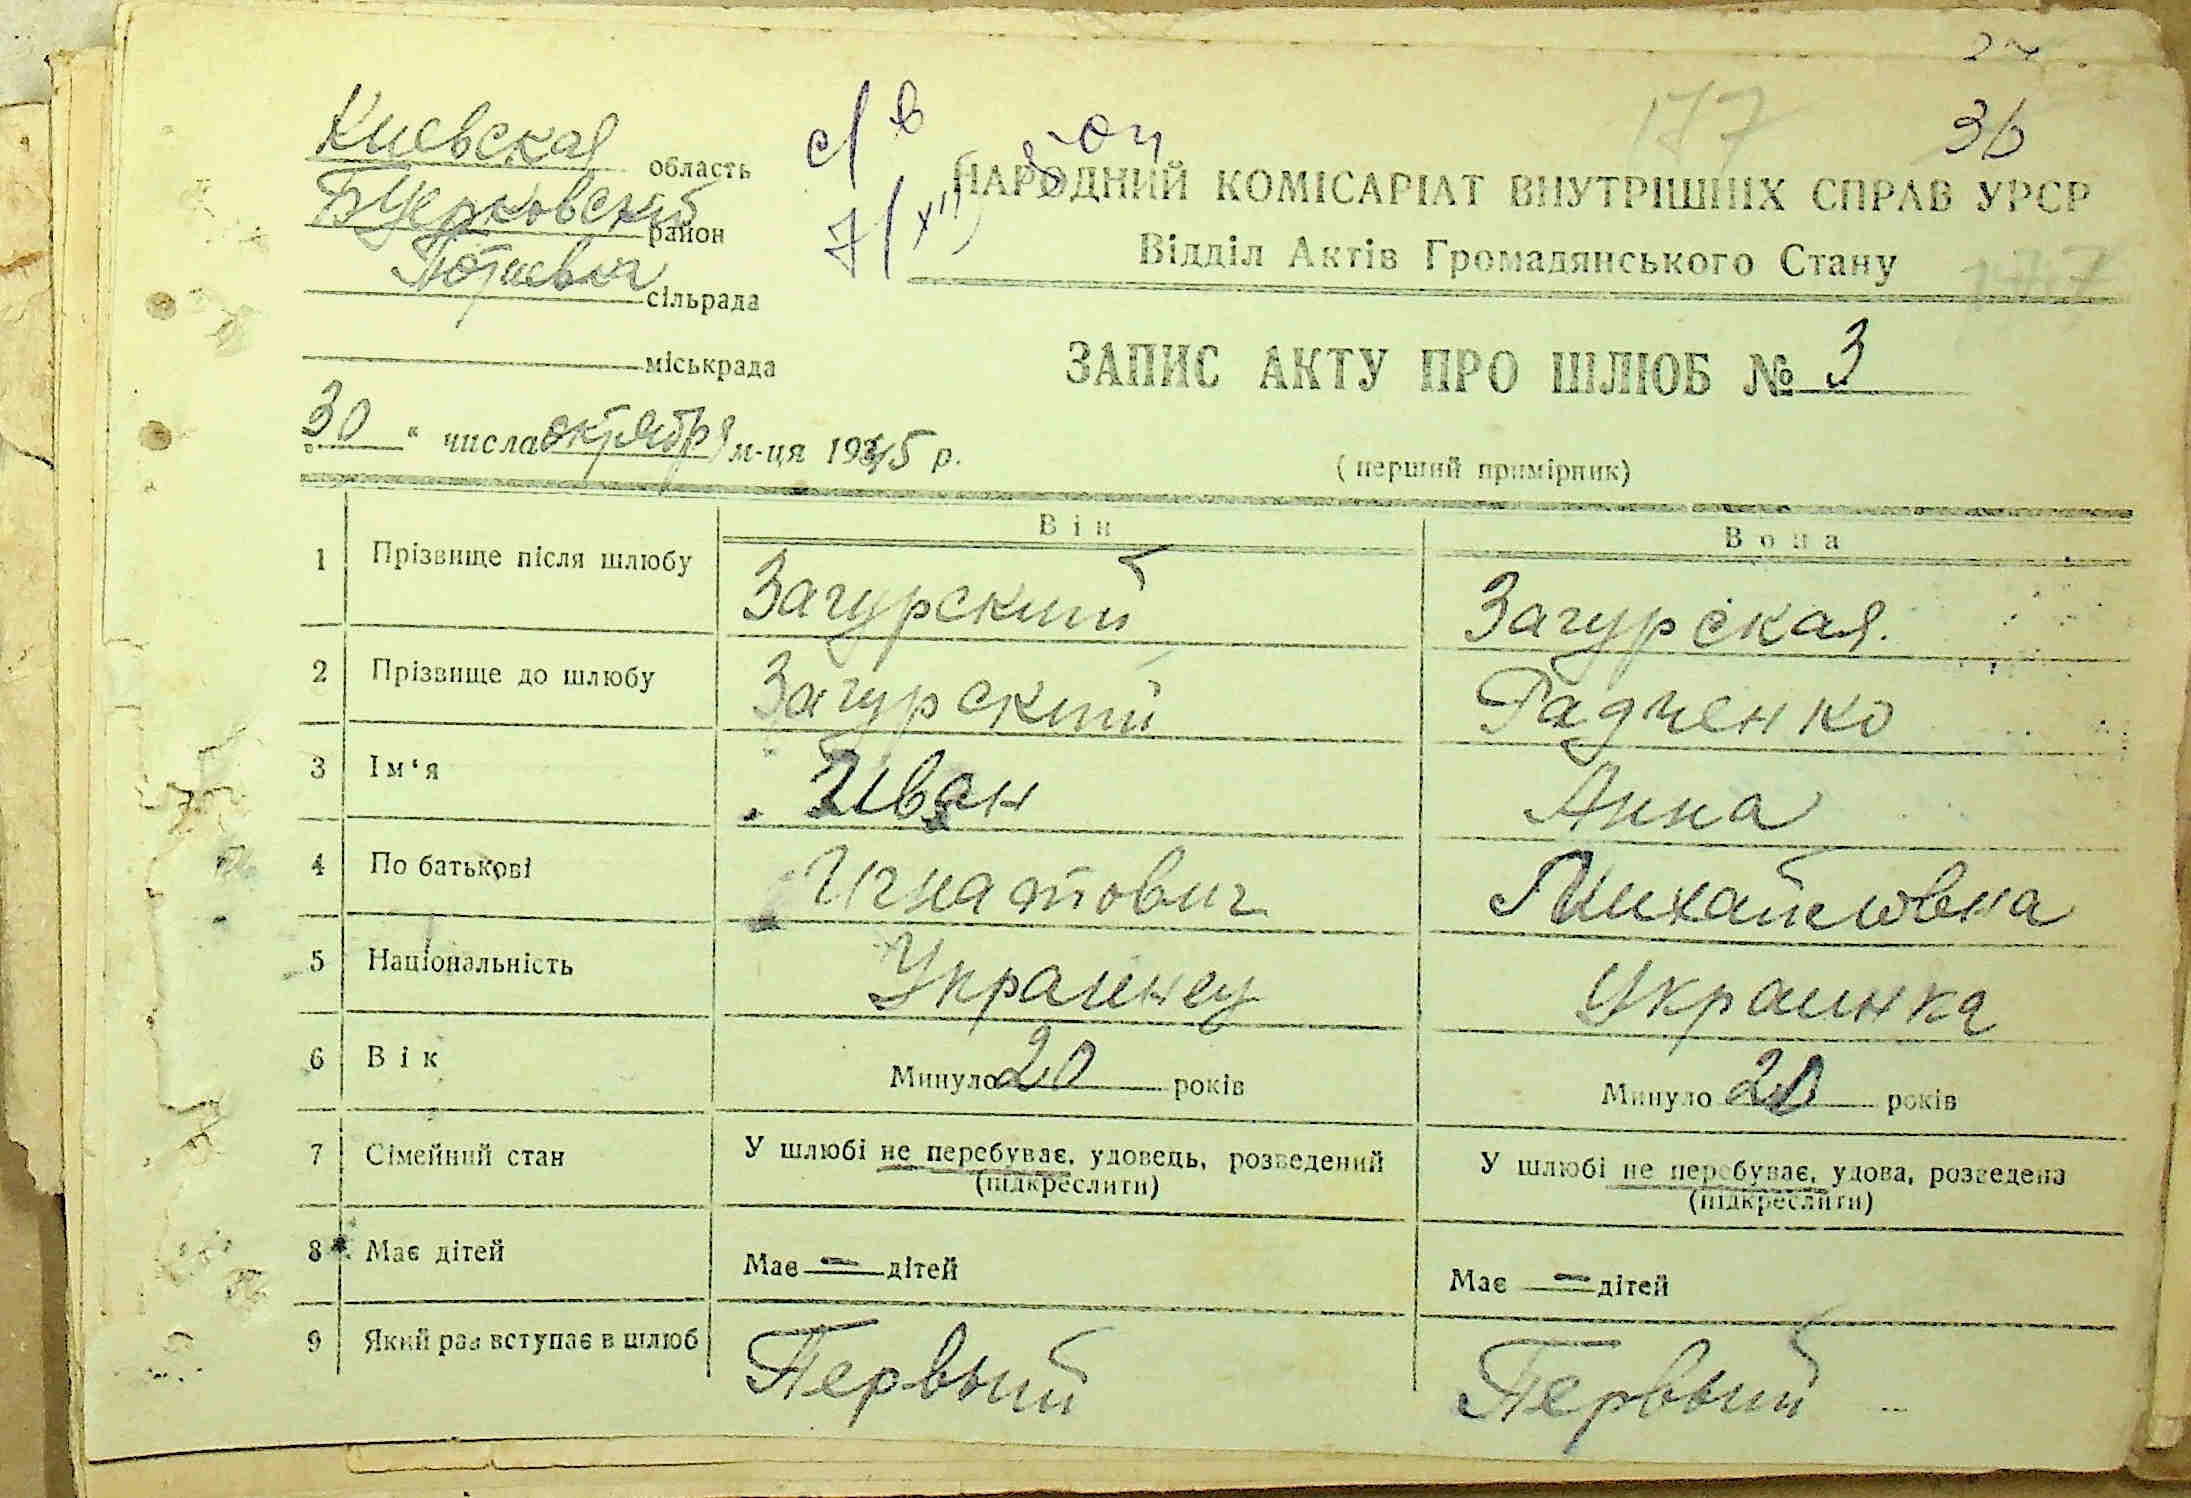 177
36
Киевская область
БЦерковский район
сільрада
міськрада
НАРОДНИЙ КОМІСАРІАТ ВНУТРІШНІХ СПРАВ УРСР
Відділ Актів Громадянського Стану
177
ЗАПИС АКТУ ПРО ШЛЮБ № 3
30 " числа октября м-ця 1945 р.
(перший примірник)
Він Вона
1 Прізвище після шлюбу Загурский Загурская.
2 Прізвище до шлюбу Загурский Радченко
3 Ім‘я Иван Анна
4 По батькові Игнатович Михайловна
5 Національність Украинец Украинка
6 Вік Минуло 20 років Минуло 20 років
7 Сімейний стан У шлюбі не перебуває, удовець, розведений У шлюбі не перебуває, удова, розведена
(підкреслити) (підкреслити)
8 Має дітей Має — дітей Має — дітей
9 Який раз вступає в шлюб Первый Первый